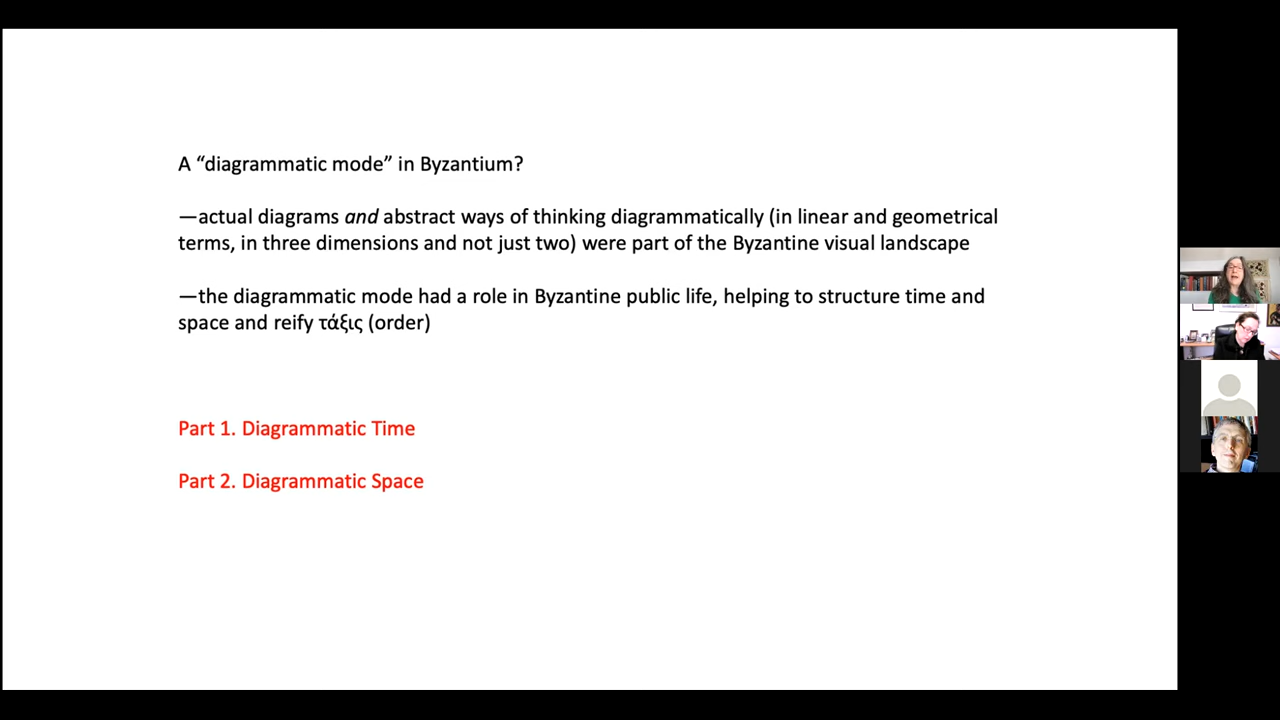 A “diagrammatic mode” in Byzantium?
—actual diagrams and abstract ways of thinking diagrammatically (in linear and geometrical
terms, in three dimensions and not just two) were part of the Byzantine visual landscape
—the diagrammatic mode had a role in Byzantine public life, helping to structure time and
space and reify τάξις (order)
Part 1. Diagrammatic Time
Part 2. Diagrammatic Space